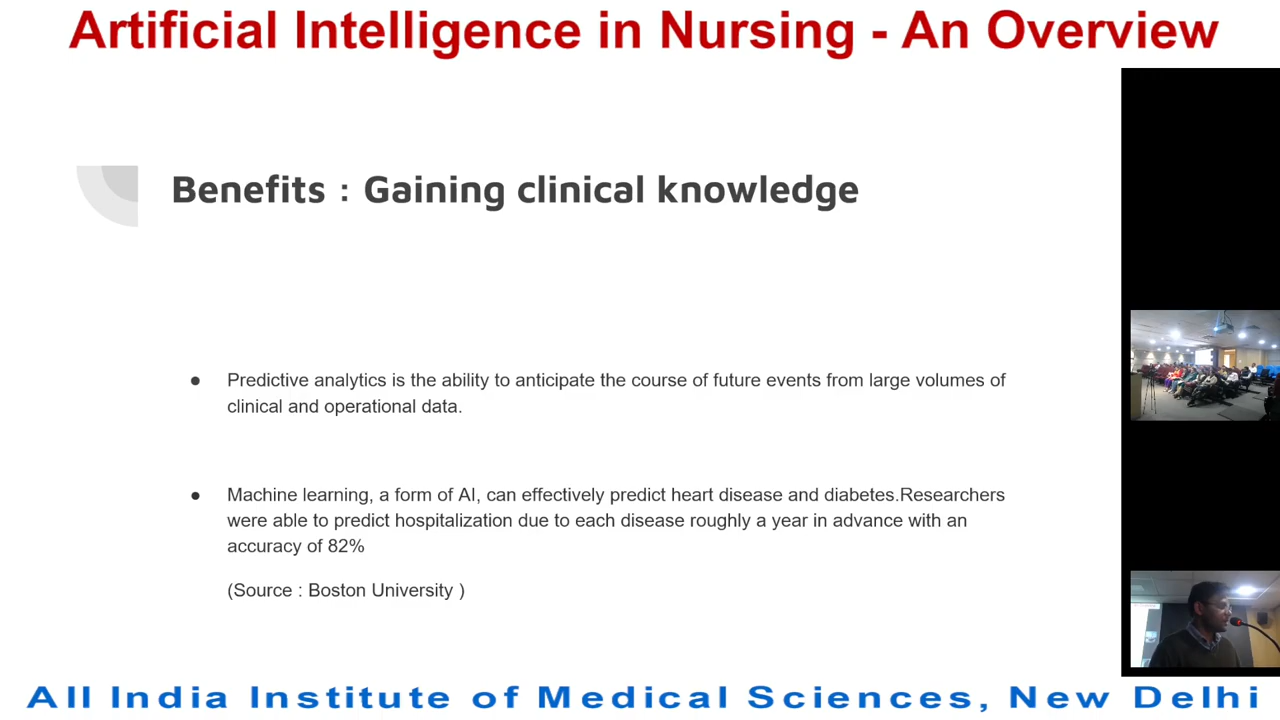 Artificial Intelligence in Nursing - An Overview
Benefits : Gaining clinical knowledge
● Predictive analytics is the ability to anticipate the course of future events from large volumes of
clinical and operational data.
● Machine learning, a form of AI, can effectively predict heart disease and diabetes.Researchers
were able to predict hospitalization due to each disease roughly a year in advance with an
accuracy of 82%
(Source : Boston University )
All India Institute of Medical Sciences, New Delhi